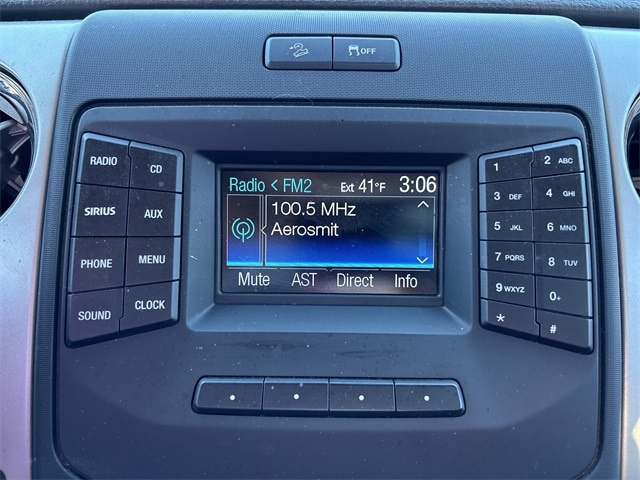 OFF
Radio < FM2 Ext 41°F 3:06
100.5 MHz
Aerosmit
Mute AST Direct Info
RADIO CD
SIRIUS AUX
PHONE MENU
SOUND CLOCK
1 2 ABC
3 DEF 4 GHI
5 JKL 6 MNO
7 PQRS 8 TUV
9 WXYZ 0+
* #